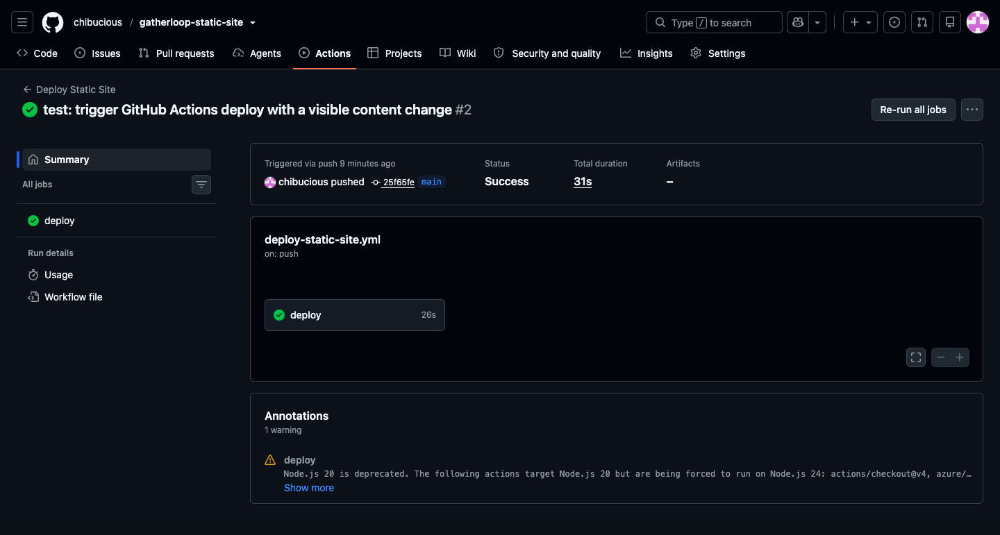 chibucious / gatherloop-static-site
Type / to search
Code
Issues
Pull requests
Agents
Actions
Projects
Wiki
Security and quality
Insights
Settings
Deploy Static Site
test: trigger GitHub Actions deploy with a visible content change #2
Re-run all jobs
Summary
All jobs
deploy
Run details
Usage
Workflow file
Triggered via push 9 minutes ago
chibucious pushed 25f65fe main
Status
Success
Total duration
31s
Artifacts
–
deploy-static-site.yml
on: push
deploy 26s
Annotations
1 warning
deploy
Node.js 20 is deprecated. The following actions target Node.js 20 but are being forced to run on Node.js 24: actions/checkout@v4, azure/…
Show more